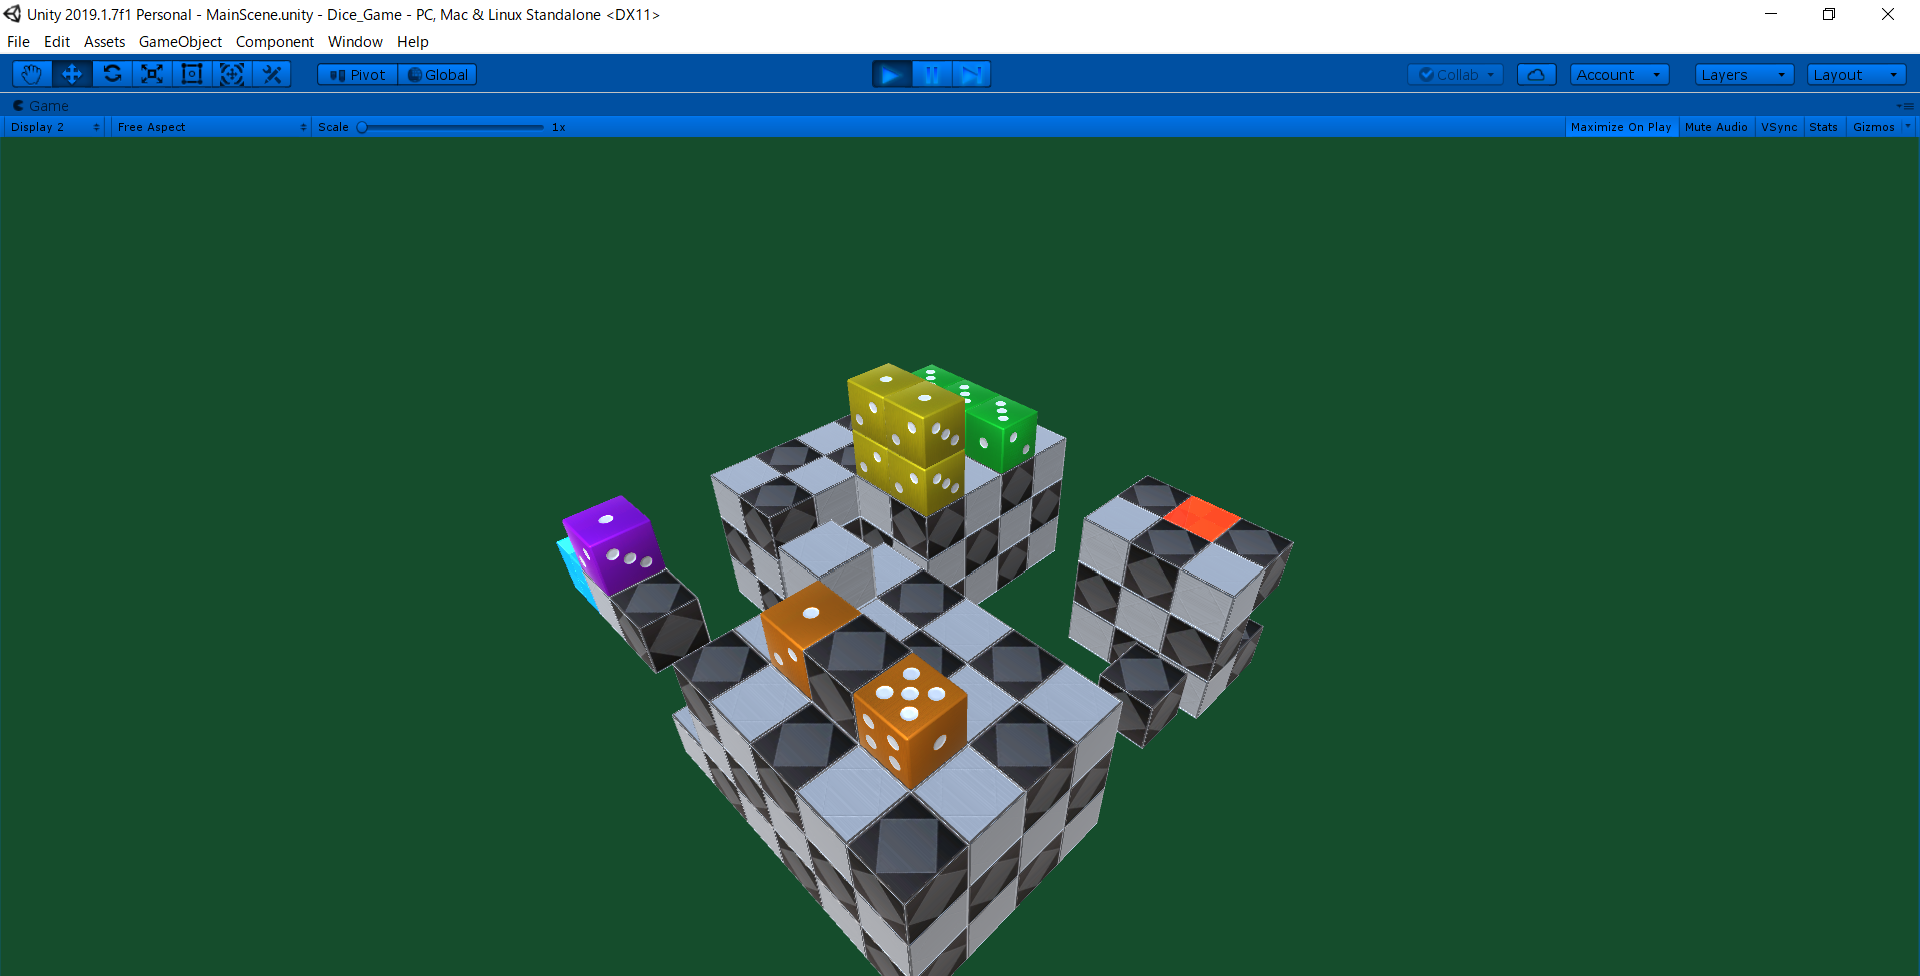 Unity 2019.1.7f1 Personal - MainScene.unity - Dice_Game - PC, Mac & Linux Standalone <DX11>
File Edit Assets GameObject Component Window Help
Pivot Global Collab Account Layers Layout
Game
Display 2 Free Aspect Scale 1x Maximize On Play Mute Audio VSync Stats Gizmos